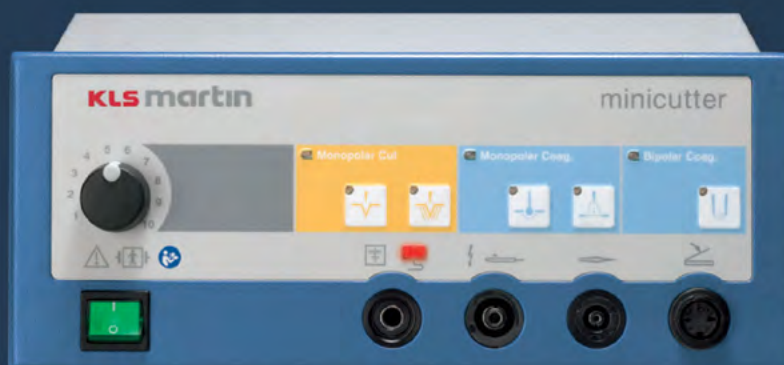 KLS martin
minicutter
Monopolar Cut
Monopolar Coag.
Bipolar Coag.
1
2
3
4
5
6
7
8
9
10
I
O